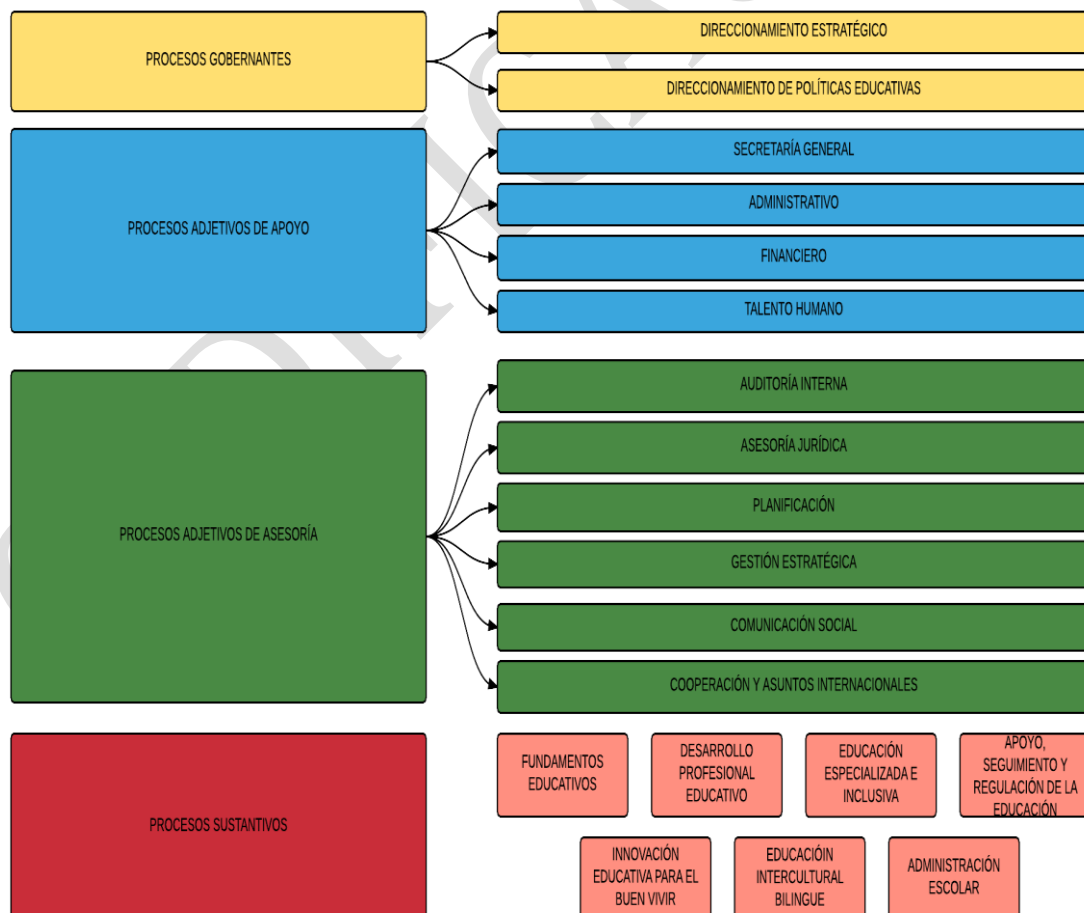 PROCESOS GOBERNANTES
DIRECCIONAMIENTO ESTRATÉGICO
DIRECCIONAMIENTO DE POLÍTICAS EDUCATIVAS
PROCESOS ADJETIVOS DE APOYO
SECRETARÍA GENERAL
ADMINISTRATIVO
FINANCIERO
TALENTO HUMANO
PROCESOS ADJETIVOS DE ASESORÍA
AUDITORÍA INTERNA
ASESORÍA JURÍDICA
PLANIFICACIÓN
GESTIÓN ESTRATÉGICA
COMUNICACIÓN SOCIAL
COOPERACIÓN Y ASUNTOS INTERNACIONALES
PROCESOS SUSTANTIVOS
FUNDAMENTOS
EDUCATIVOS
DESARROLLO
PROFESIONAL
EDUCATIVO
EDUCACIÓN
ESPECIALIZADA E
INCLUSIVA
APOYO,
SEGUIMIENTO Y
REGULACIÓN DE LA
EDUCACIÓN
INNOVACIÓN
EDUCATIVA PARA EL
BUEN VIVIR
EDUCACIÓIN
INTERCULTURAL
BILINGUE
ADMINISTRACIÓN
ESCOLAR